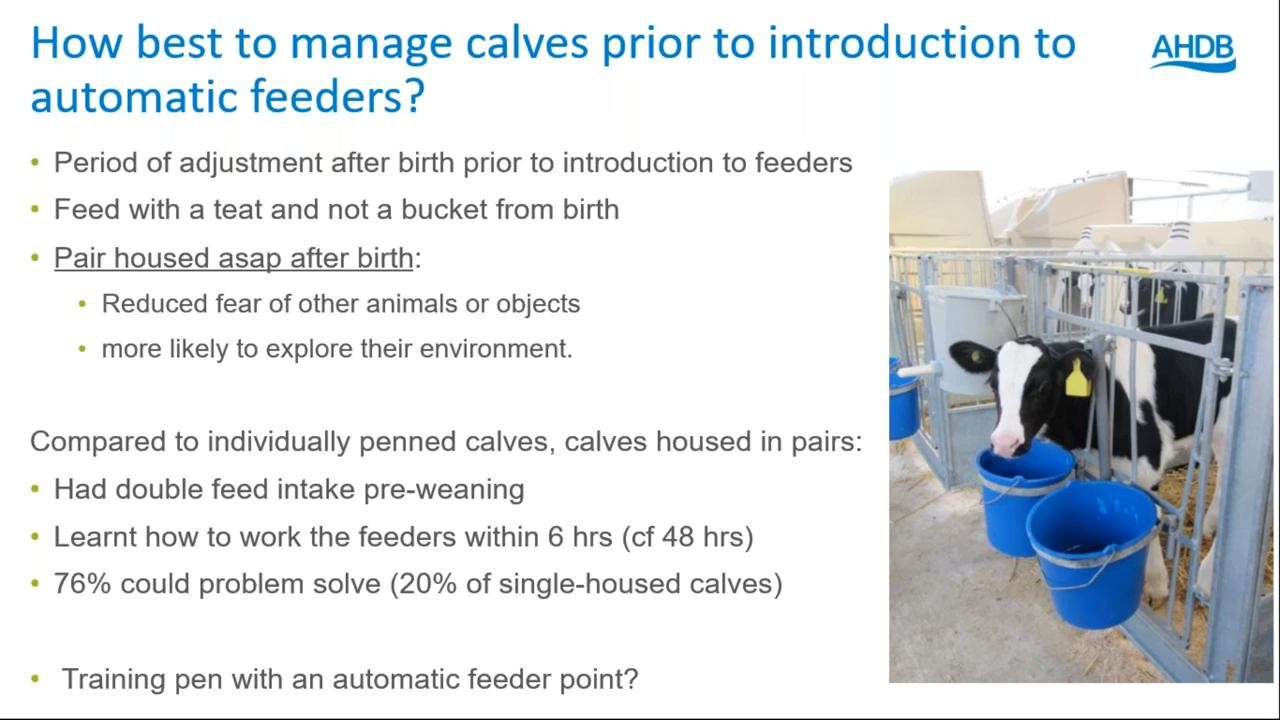 How best to manage calves prior to introduction to
automatic feeders?
AHDB
• Period of adjustment after birth prior to introduction to feeders
• Feed with a teat and not a bucket from birth
• Pair housed asap after birth:
• Reduced fear of other animals or objects
• more likely to explore their environment.
Compared to individually penned calves, calves housed in pairs:
• Had double feed intake pre-weaning
• Learnt how to work the feeders within 6 hrs (cf 48 hrs)
• 76% could problem solve (20% of single-housed calves)
• Training pen with an automatic feeder point?